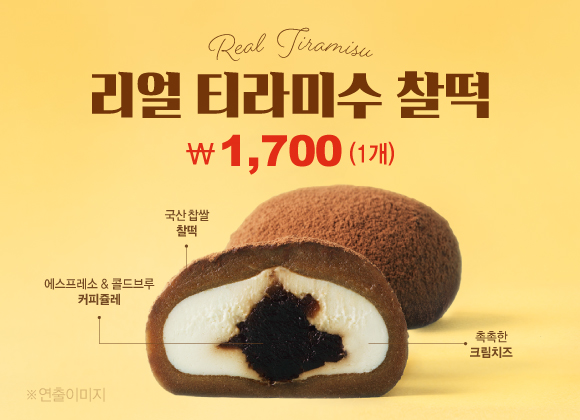 Real Tiramisu
리얼 티라미수 찰떡
₩1,700 (1개)
국산 찹쌀
찰떡
에스프레소 & 콜드브루
커피쥴레
촉촉한
크림치즈
※연출이미지